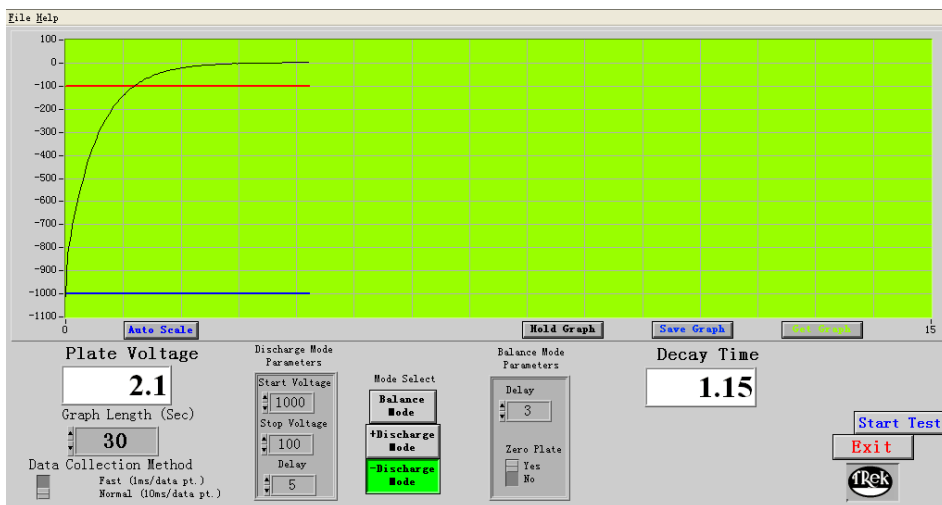 File Help
100
0
-100
-200
-300
-400
-500
-600
-700
-800
-900
-1000
-1100
0
15
Auto Scale
Hold Graph
Save Graph
Get Graph
Plate Voltage
2.1
Graph Length (Sec)
30
Data Collection Method
Fast (1ms/data pt.)
Normal (10ms/data pt.)
Discharge Mode
Parameters
Start Voltage
1000
Stop Voltage
100
Delay
5
Mode Select
Balance
Mode
+Discharge
Mode
-Discharge
Mode
Balance Mode
Parameters
Delay
3
Zero Plate
Yes
No
Decay Time
1.15
Start Test
Exit
TRek